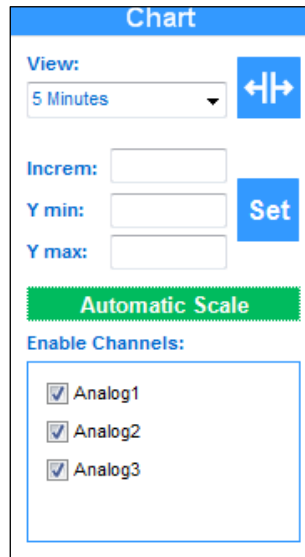 Chart
View:
5 Minutes
Increm:
Y min:
Set
Y max:
Automatic Scale
Enable Channels:
Analog1
Analog2
Analog3